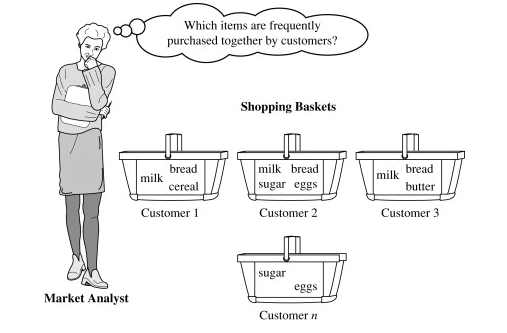 Which items are frequently
purchased together by customers?
Shopping Baskets
milk bread
cereal
Customer 1
milk bread
sugar eggs
Customer 2
milk bread
butter
Customer 3
sugar
eggs
Customer n
Market Analyst